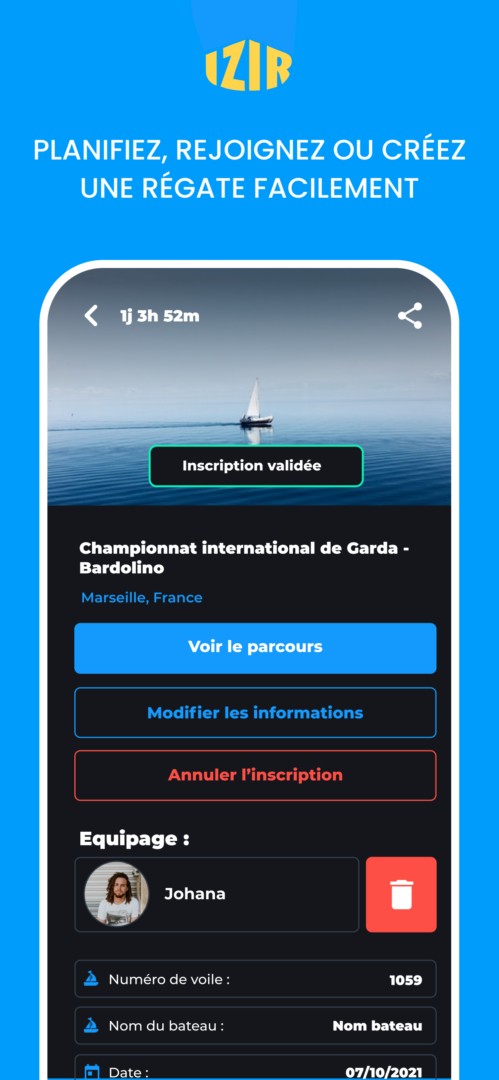 IZIR
PLANIFIEZ, REJOIGNEZ OU CRÉEZ
UNE RÉGATE FACILEMENT
1j 3h 52m
Inscription validée
Championnat international de Garda -
Bardolino
Marseille, France
Voir le parcours
Modifier les informations
Annuler l'inscription
Equipage :
Johana
Numéro de voile : 1059
Nom du bateau : Nom bateau
Date : 07/10/2021